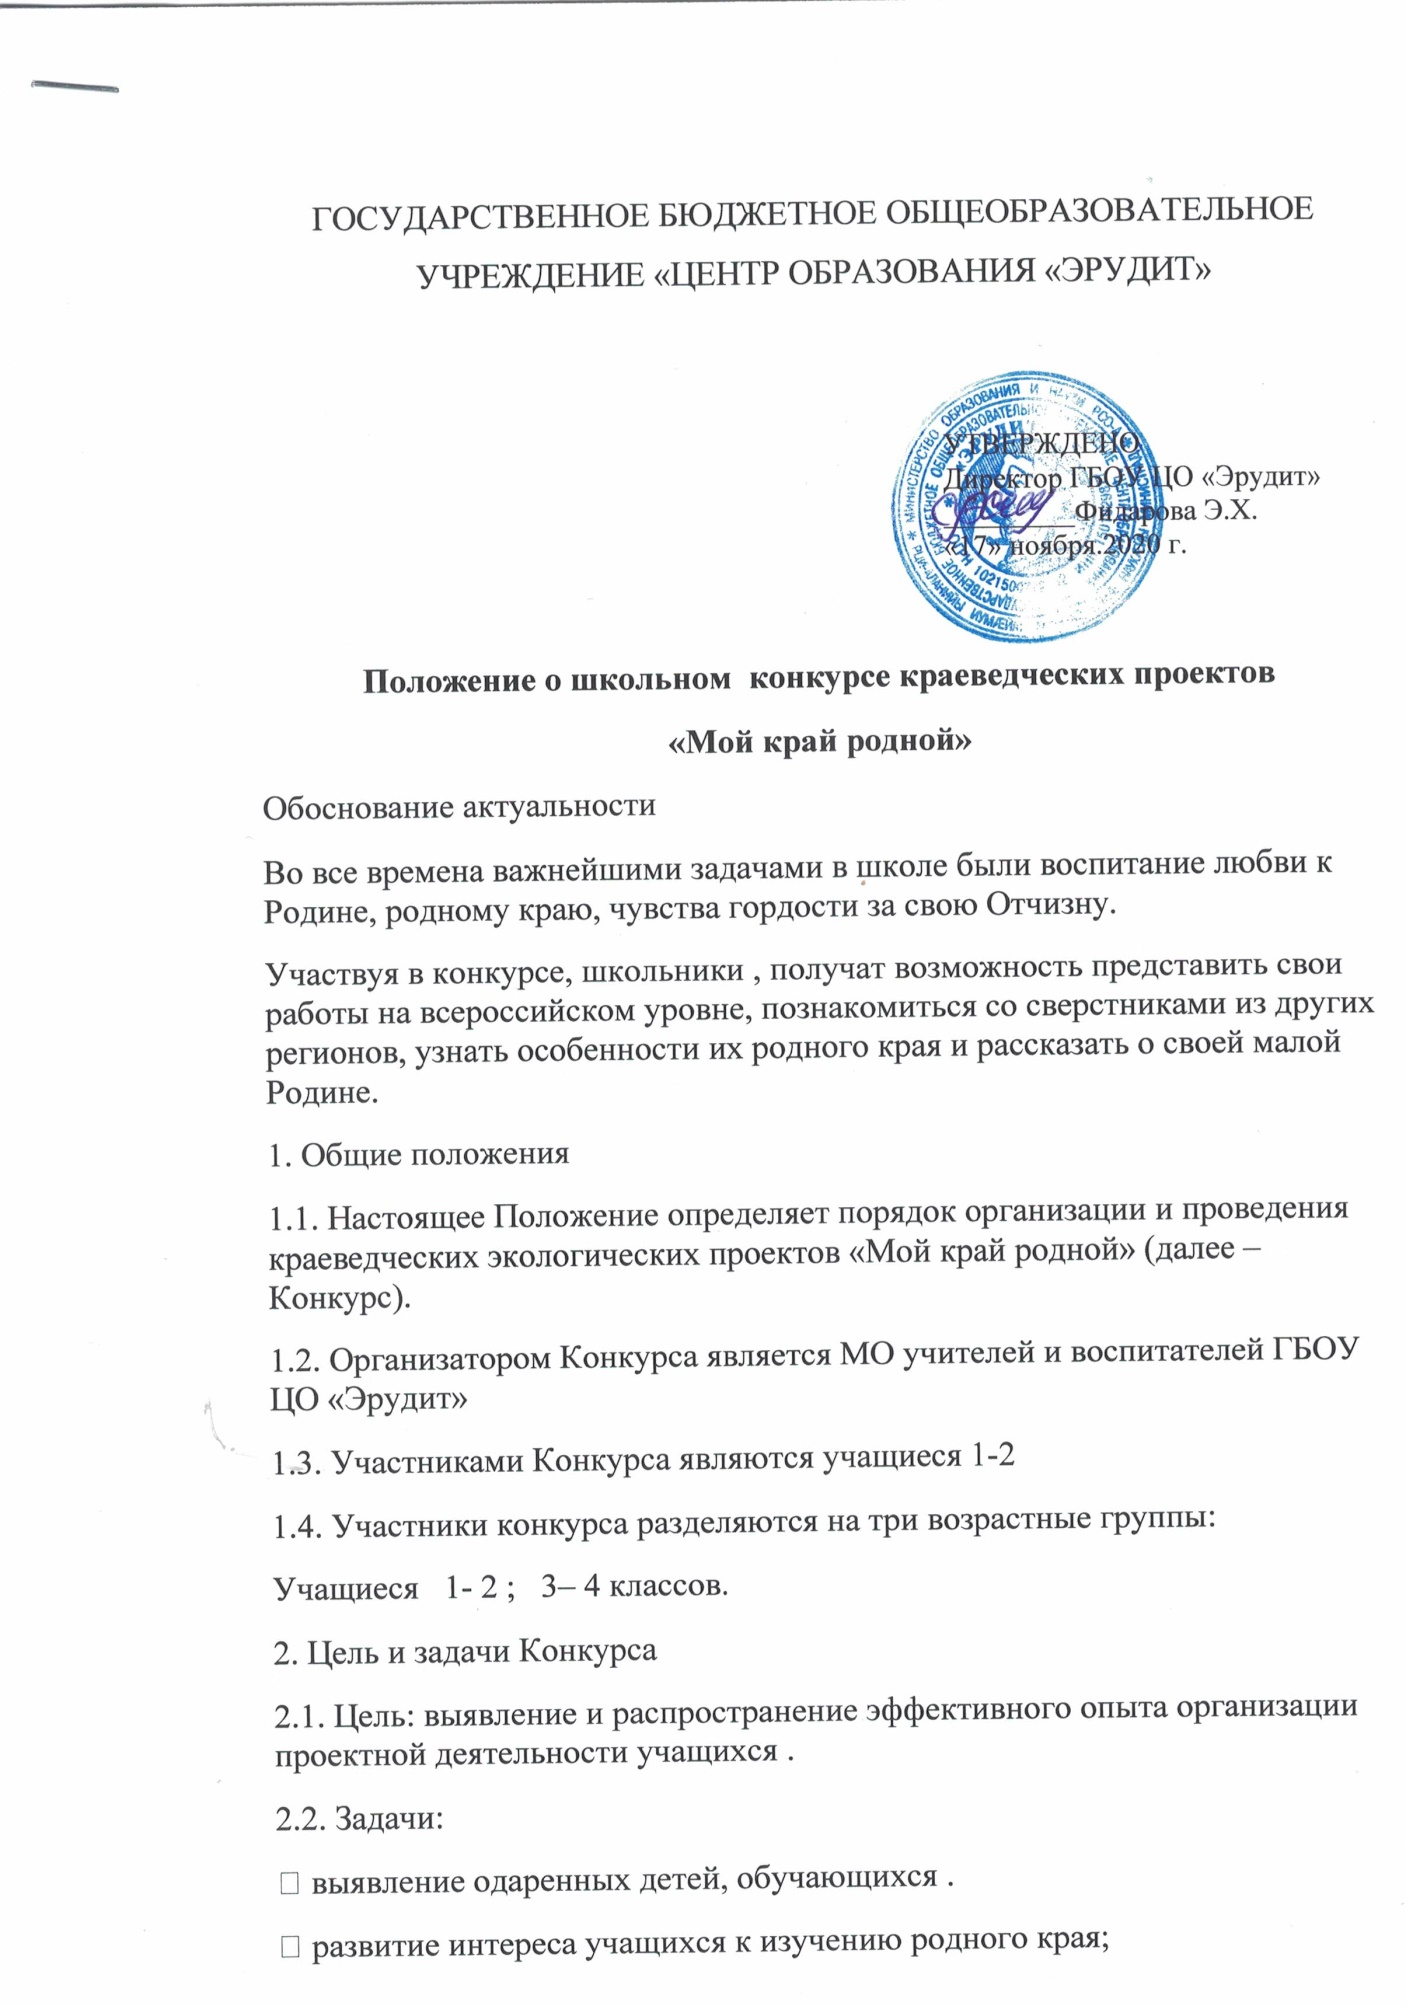 ГОСУДАРСТВЕННОЕ БЮДЖЕТНОЕ ОБЩЕОБРАЗОВАТЕЛЬНОЕ
УЧРЕЖДЕНИЕ «ЦЕНТР ОБРАЗОВАНИЯ «ЭРУДИТ»
МИНИСТЕРСТВО ОБРАЗОВАНИЯ И НАУКИ РСО-А
УТВЕРЖДЕНО
Директор ГБОУ ЦО «Эрудит»
Фидарова Э.Х.
«17» ноября.2020 г.
Положение о школьном конкурсе краеведческих проектов
«Мой край родной»
Обоснование актуальности
Во все времена важнейшими задачами в школе были воспитание любви к
Родине, родному краю, чувства гордости за свою Отчизну.
Участвуя в конкурсе, школьники , получат возможность представить свои
работы на всероссийском уровне, познакомиться со сверстниками из других
регионов, узнать особенности их родного края и рассказать о своей малой
Родине.
1. Общие положения
1.1. Настоящее Положение определяет порядок организации и проведения
краеведческих экологических проектов «Мой край родной» (далее –
Конкурс).
1.2. Организатором Конкурса является МО учителей и воспитателей ГБОУ
ЦО «Эрудит»
1.3. Участниками Конкурса являются учащиеся 1-2
1.4. Участники конкурса разделяются на три возрастные группы:
Учащиеся 1- 2 ; 3– 4 классов.
2. Цель и задачи Конкурса
2.1. Цель: выявление и распространение эффективного опыта организации
проектной деятельности учащихся .
2.2. Задачи:
выявление одаренных детей, обучающихся .
развитие интереса учащихся к изучению родного края;